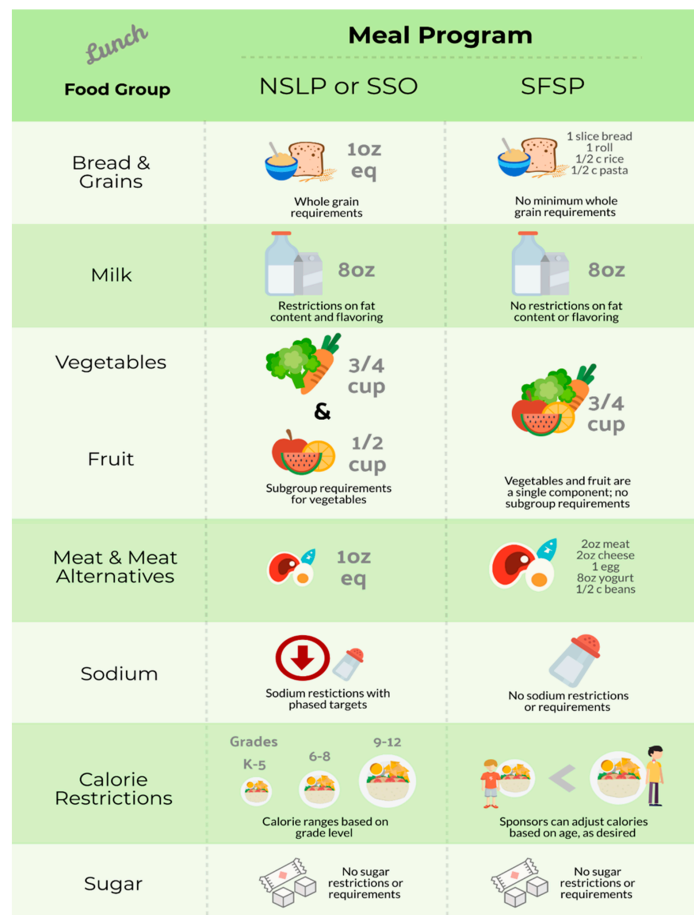 Lunch
Meal Program
Food Group
NSLP or SSO
SFSP
Bread &
Grains
1oz
eq
Whole grain
requirements
1 slice bread
1 roll
1/2 c rice
1/2 c pasta
No minimum whole
grain requirements
Milk
8oz
Restrictions on fat
content and flavoring
8oz
No restrictions on fat
content or flavoring
Vegetables
3/4
cup
&
Fruit
1/2
cup
Subgroup requirements
for vegetables
3/4
cup
Vegetables and fruit are
a single component; no
subgroup requirements
Meat & Meat
Alternatives
1oz
eq
2oz meat
2oz cheese
1 egg
8oz yogurt
1/2 c beans
Sodium
Sodium restictions with
phased targets
No sodium restrictions
or requirements
Calorie
Restrictions
Grades
K-5
6-8
9-12
Calorie ranges based on
grade level
<
Sponsors can adjust calories
based on age, as desired
Sugar
No sugar
restrictions or
requirements
No sugar
restrictions or
requirements